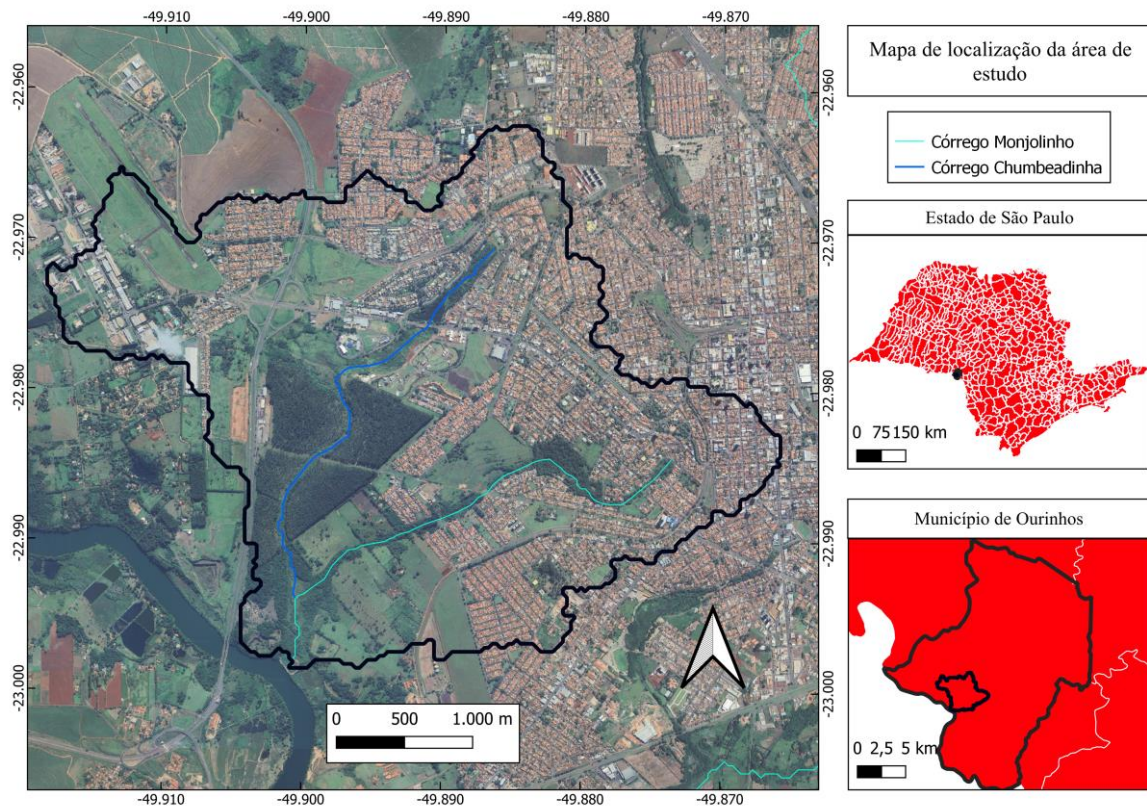 -49.910 -49.900 -49.890 -49.880 -49.870
-22.960
-22.970
-22.980
-22.990
-23.000
-22.960
-22.970
-22.980
-22.990
-23.000
0 500 1.000 m
-49.910 -49.900 -49.890 -49.880 -49.870
Mapa de localização da área de
estudo
Córrego Monjolinho
Córrego Chumbeadinha
Estado de São Paulo
0 75 150 km
Município de Ourinhos
0 2,5 5 km